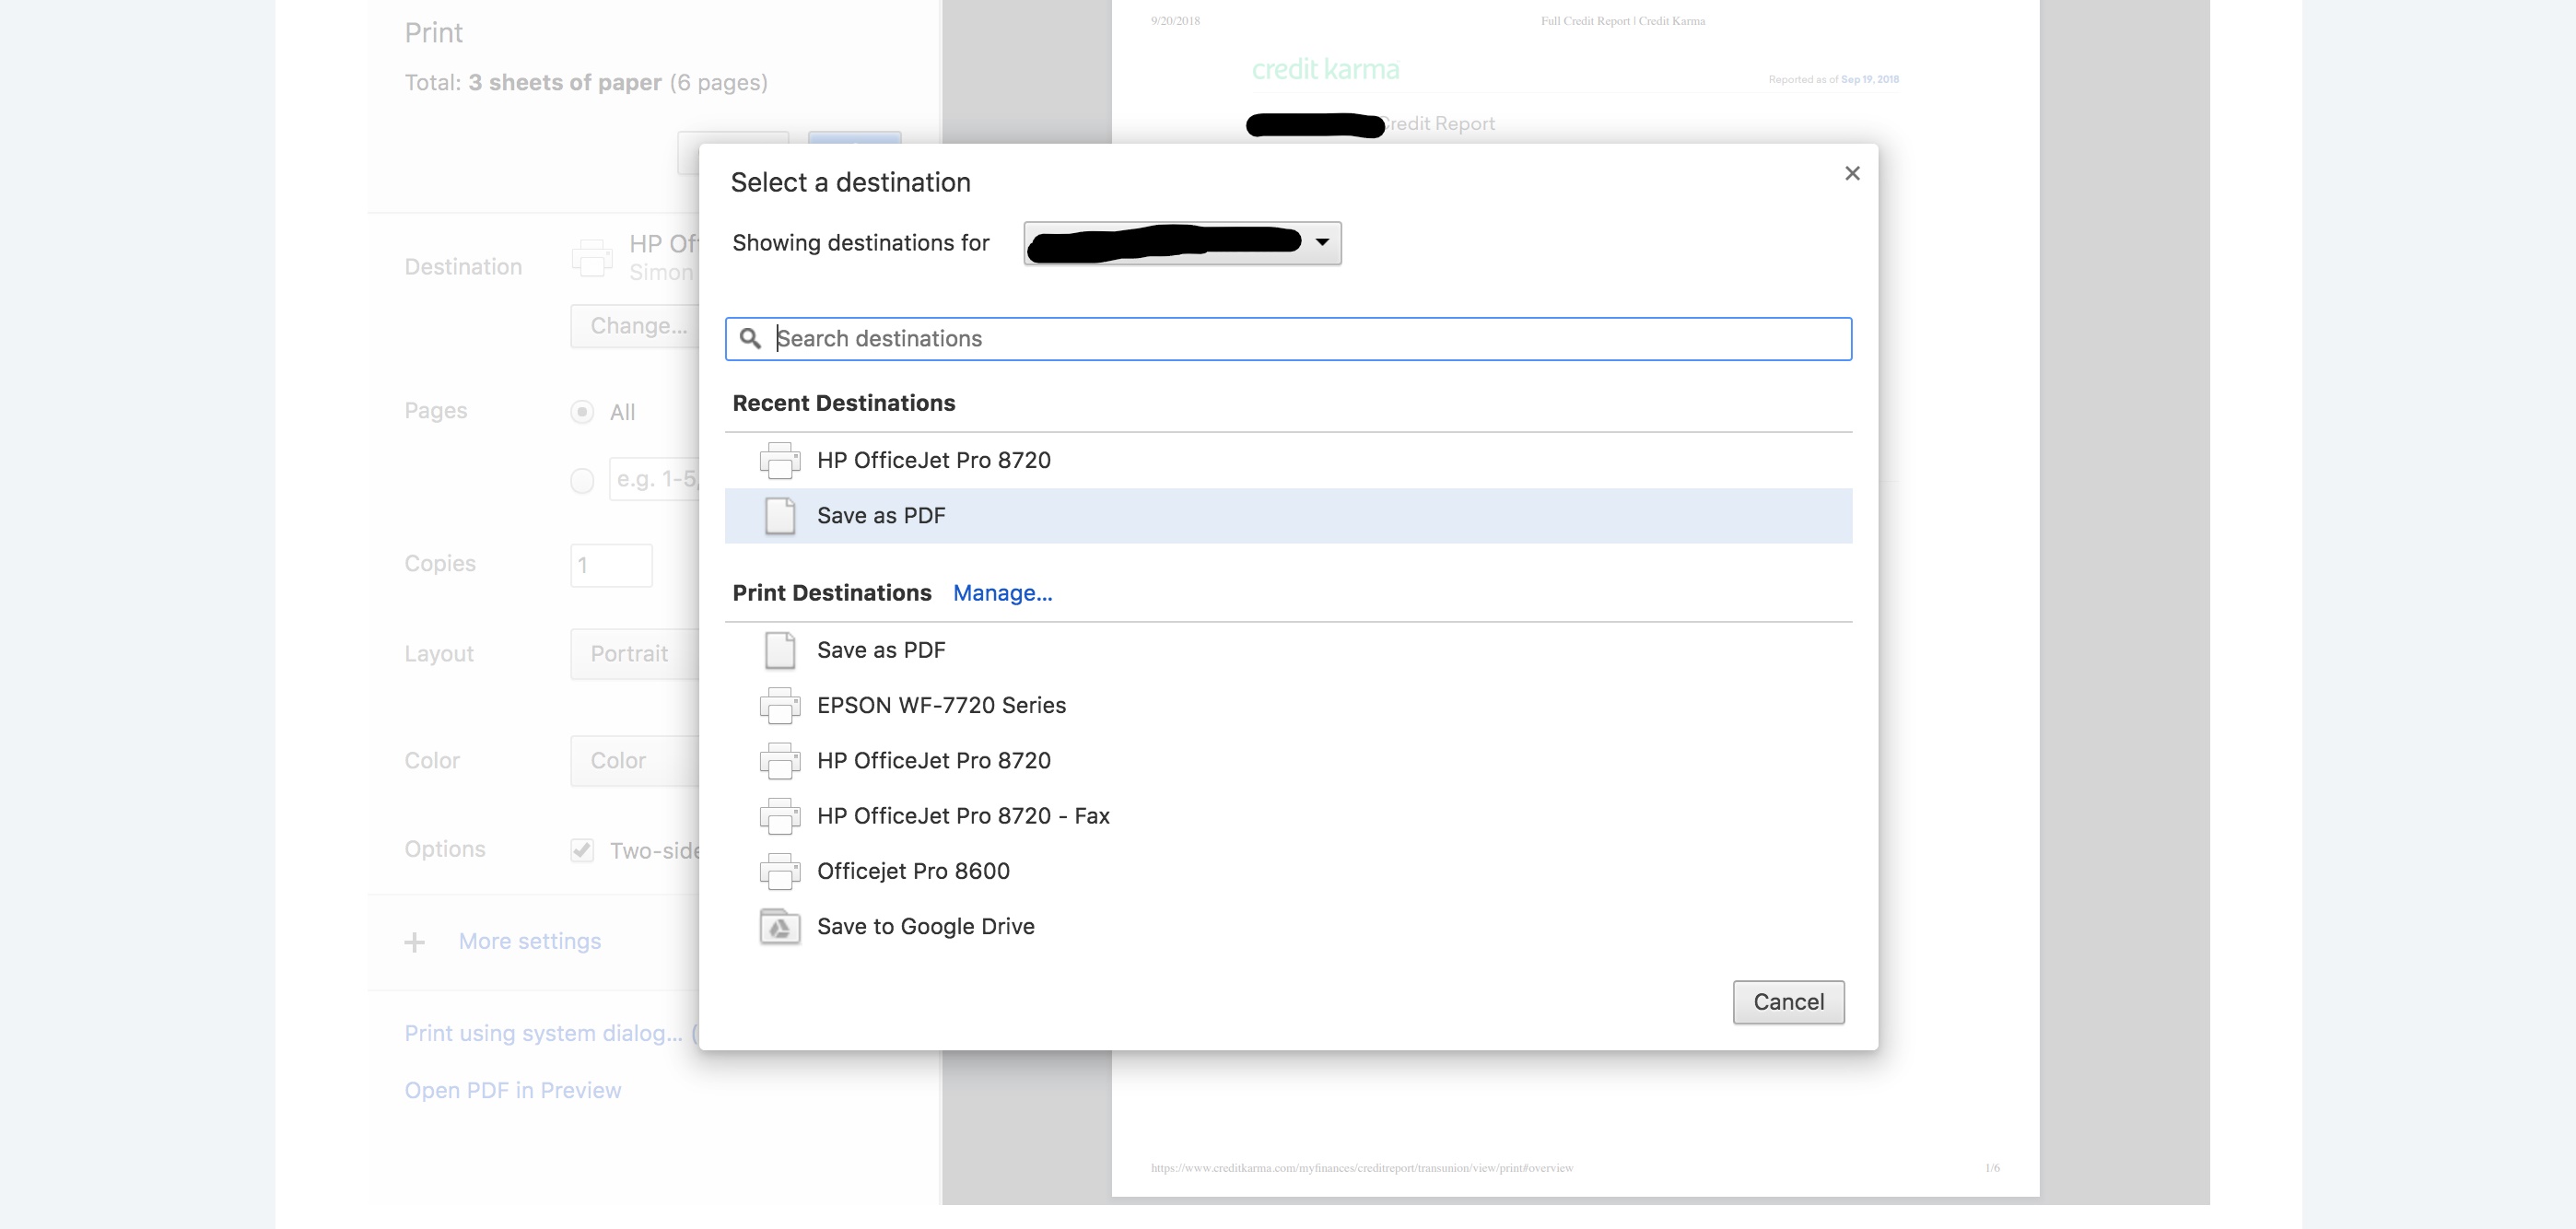 Print
Total: 3 sheets of paper (6 pages)
Destination
HP Of
Simon
Change...
Pages
All
e.g. 1-5,
Copies
1
Layout
Portrait
Color
Color
Options
Two-side
More settings
Print using system dialog... (
Open PDF in Preview
9/20/2018
Full Credit Report | Credit Karma
credit karma
Reported as of Sep 19, 2018
Credit Report
Select a destination
×
Showing destinations for
Search destinations
Recent Destinations
HP OfficeJet Pro 8720
Save as PDF
Print Destinations Manage...
Save as PDF
EPSON WF-7720 Series
HP OfficeJet Pro 8720
HP OfficeJet Pro 8720 - Fax
Officejet Pro 8600
Save to Google Drive
Cancel
https://www.creditkarma.com/myfinances/creditreport/transunion/view/print#overview
1/6